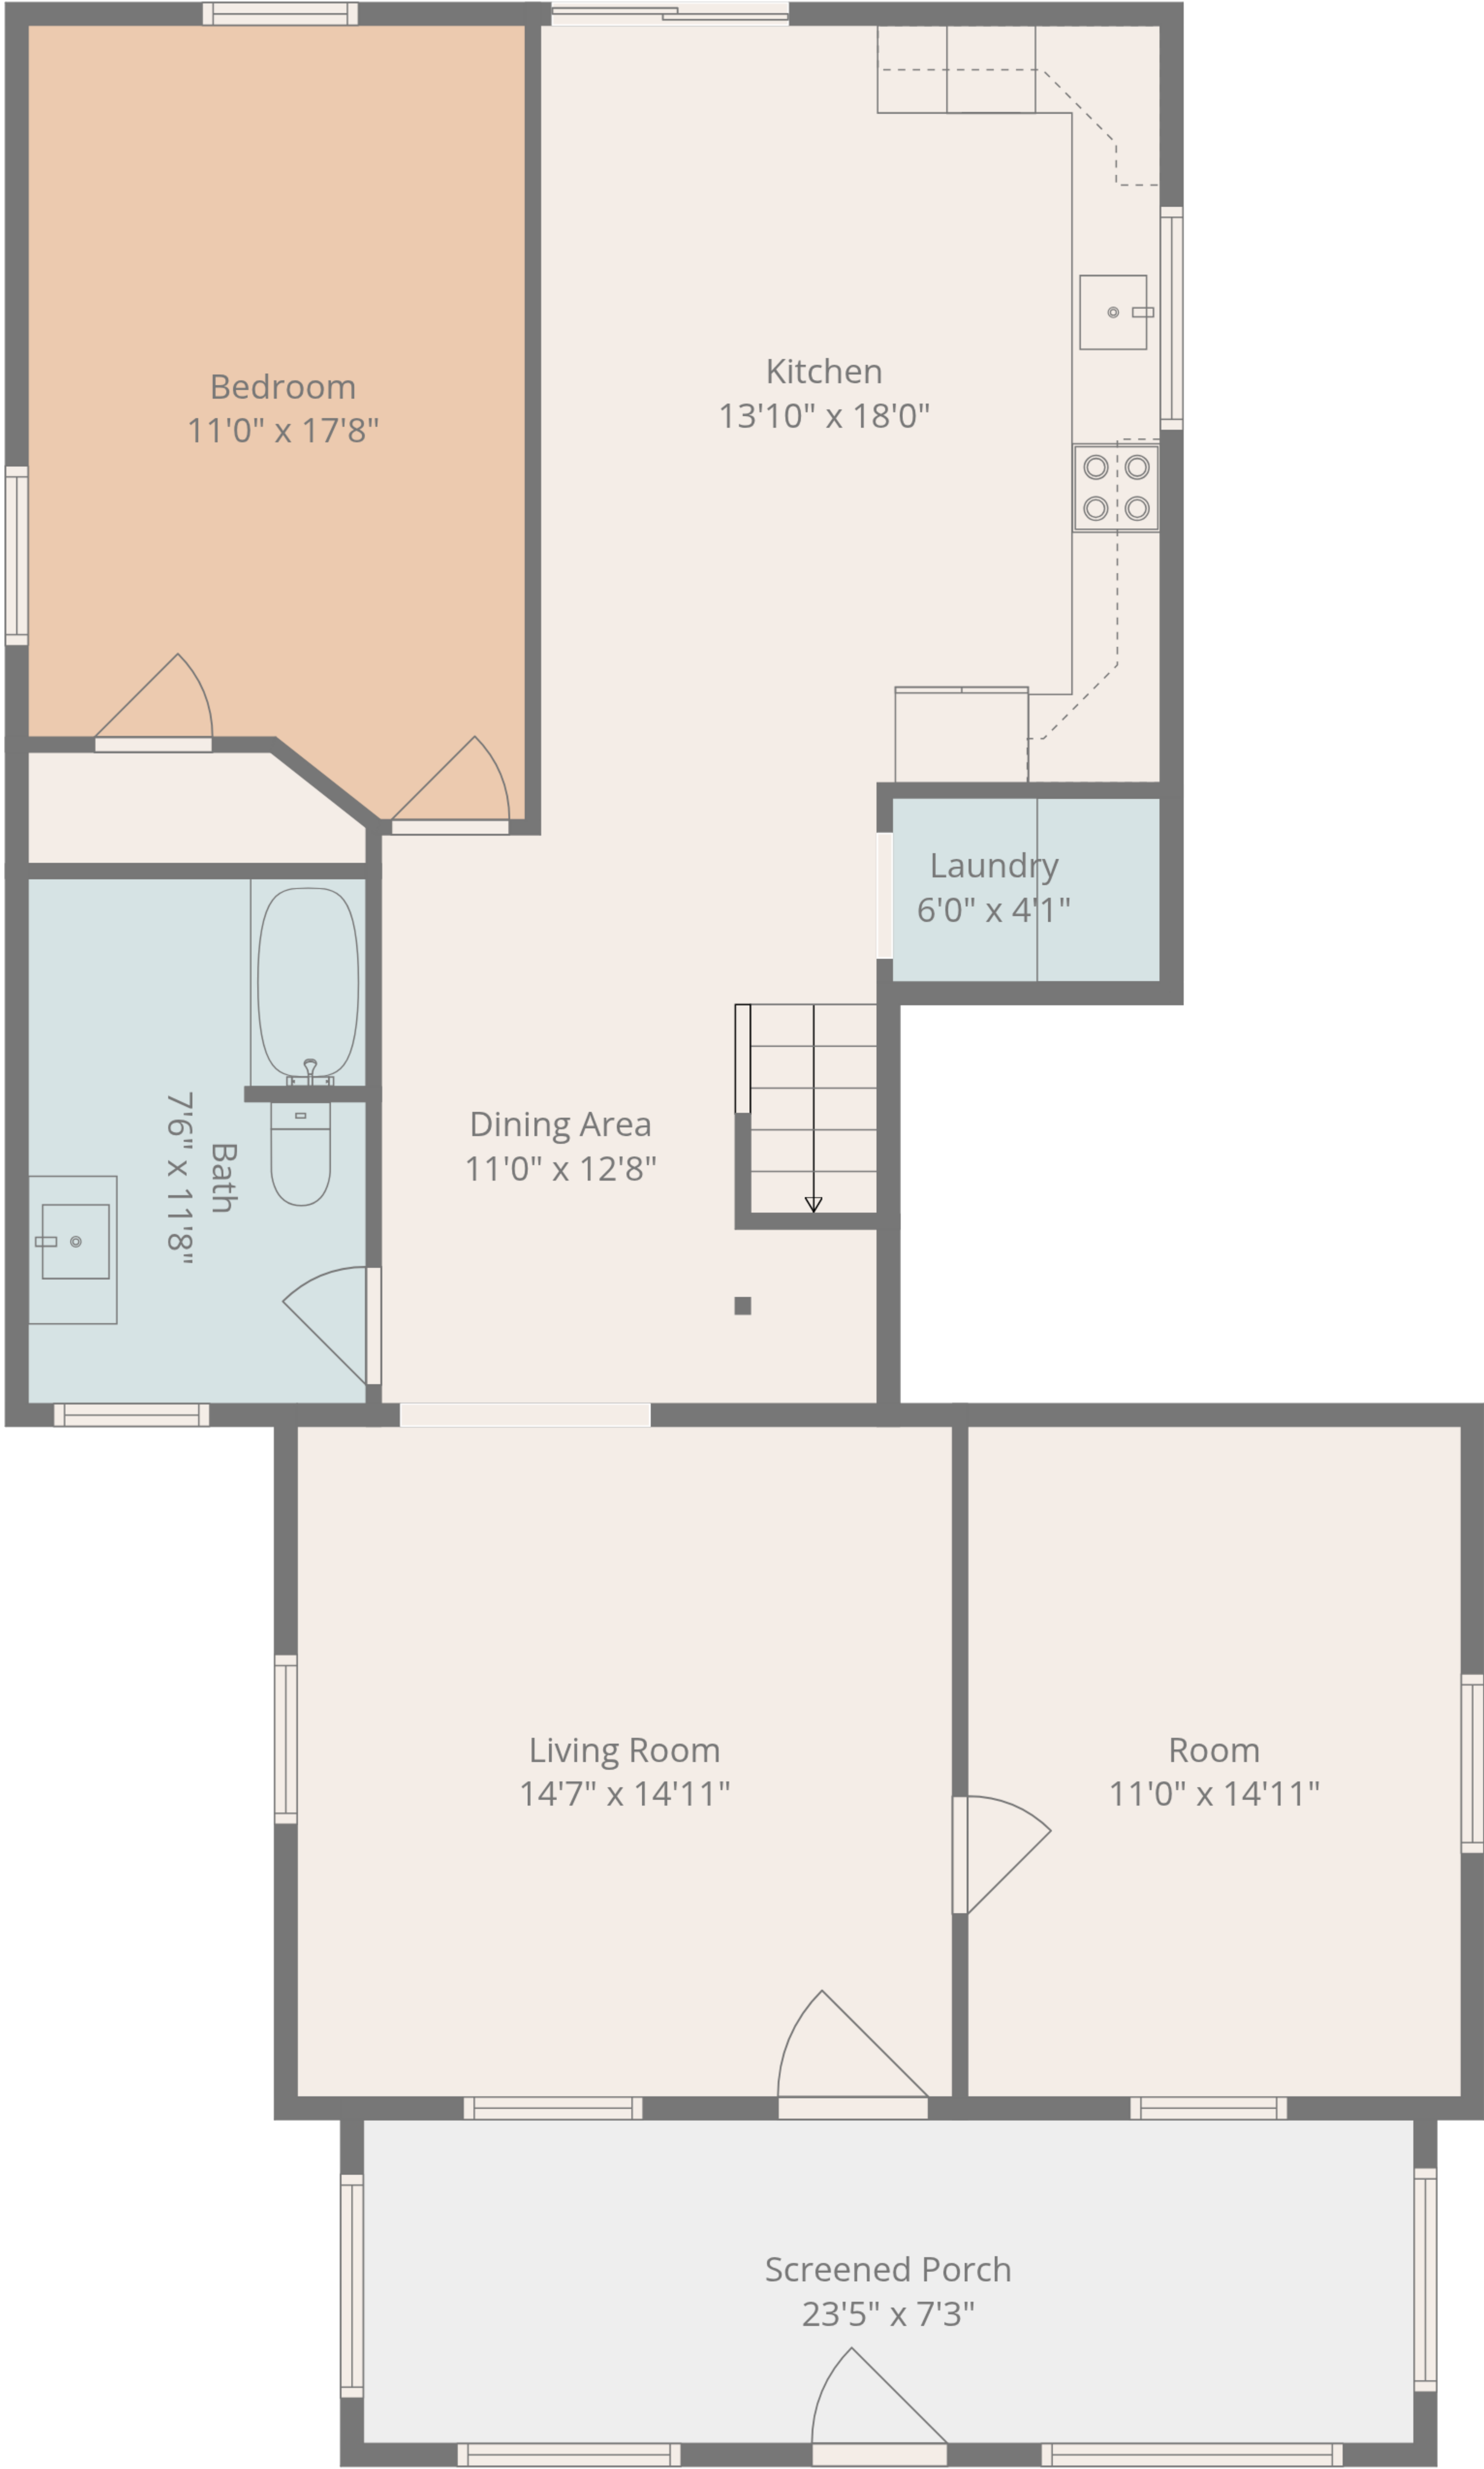 Bedroom
11'0" x 17'8"
Kitchen
13'10" x 18'0"
Laundry
6'0" x 4'1"
Dining Area
11'0" x 12'8"
Bath
7'6" x 11'8"
Living Room
14'7" x 14'11"
Room
11'0" x 14'11"
Screened Porch
23'5" x 7'3"